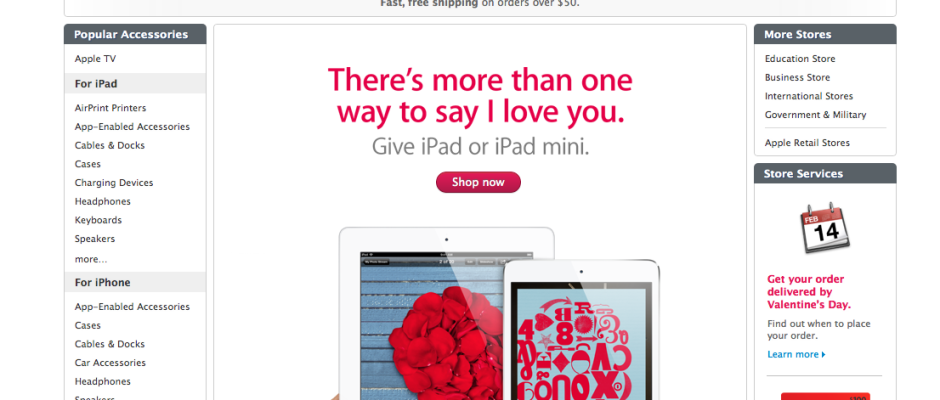 Fast, free shipping on orders over $50.
Popular Accessories
Apple TV
For iPad
AirPrint Printers
App-Enabled Accessories
Cables & Docks
Cases
Charging Devices
Headphones
Keyboards
Speakers
more...
For iPhone
App-Enabled Accessories
Cases
Cables & Docks
Car Accessories
Headphones
Speakers
There's more than one
way to say I love you.
Give iPad or iPad mini.
Shop now
More Stores
Education Store
Business Store
International Stores
Government & Military
Apple Retail Stores
Store Services
FEB
14
Get your order
delivered by
Valentine's Day.
Find out when to place
your order.
Learn more